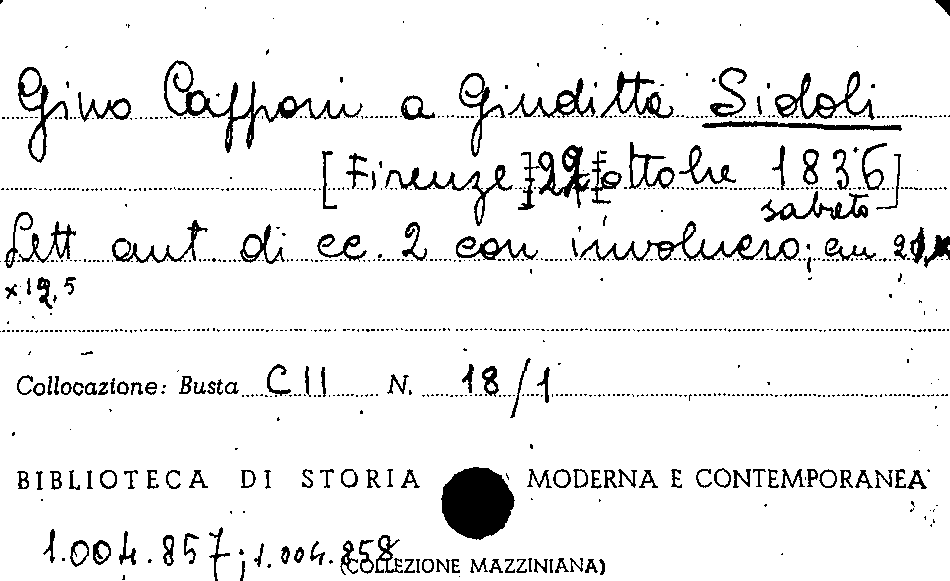 Gino Capponi a Giuditta Sidoli
[Firenze] 22 [ottobre 1836]
sabato
Lett aut. di cc. 2 con involucro; cm
x 12,5
Collocazione: Busta C II N. 18/1
BIBLIOTECA DI STORIA MODERNA E CONTEMPORANEA
1.004.857; 1.004.858
(COLLEZIONE MAZZINIANA)